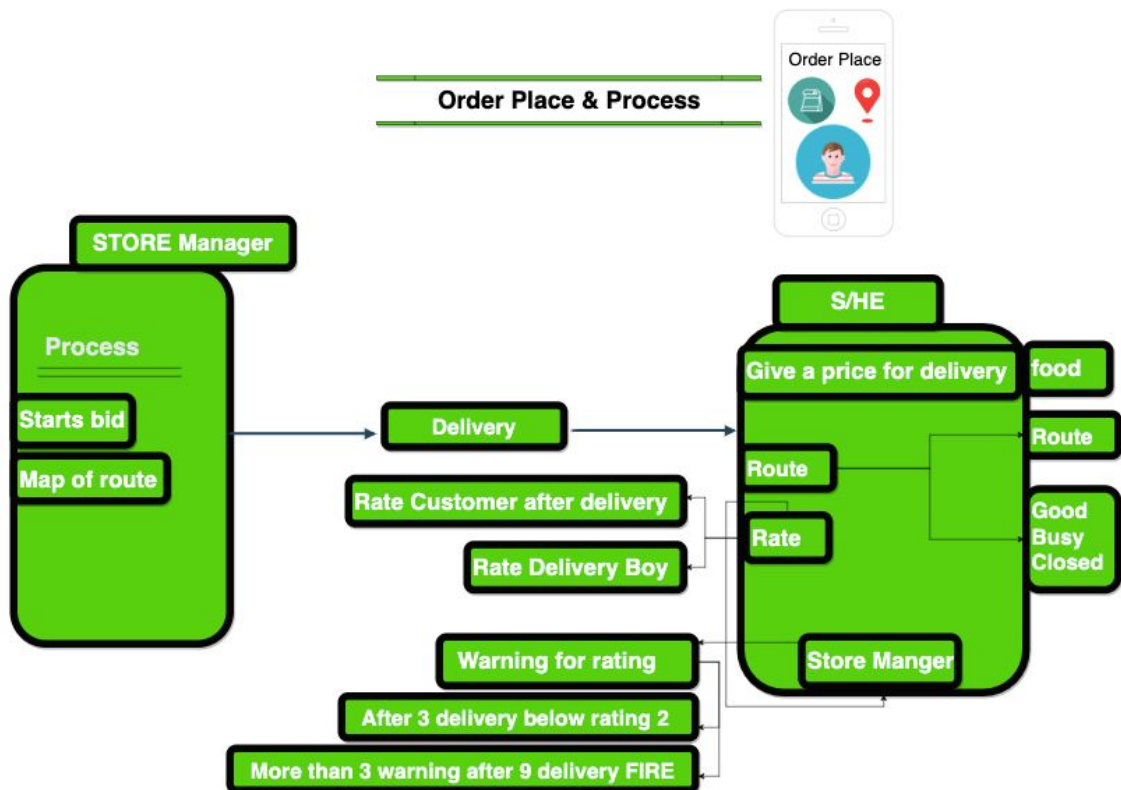 Order Place
Order Place & Process
STORE Manager
Process
Starts bid
Map of route
Delivery
S/HE
Give a price for delivery
food
Route
Route
Rate
Good
Busy
Closed
Rate Customer after delivery
Rate Delivery Boy
Warning for rating
Store Manger
After 3 delivery below rating 2
More than 3 warning after 9 delivery FIRE